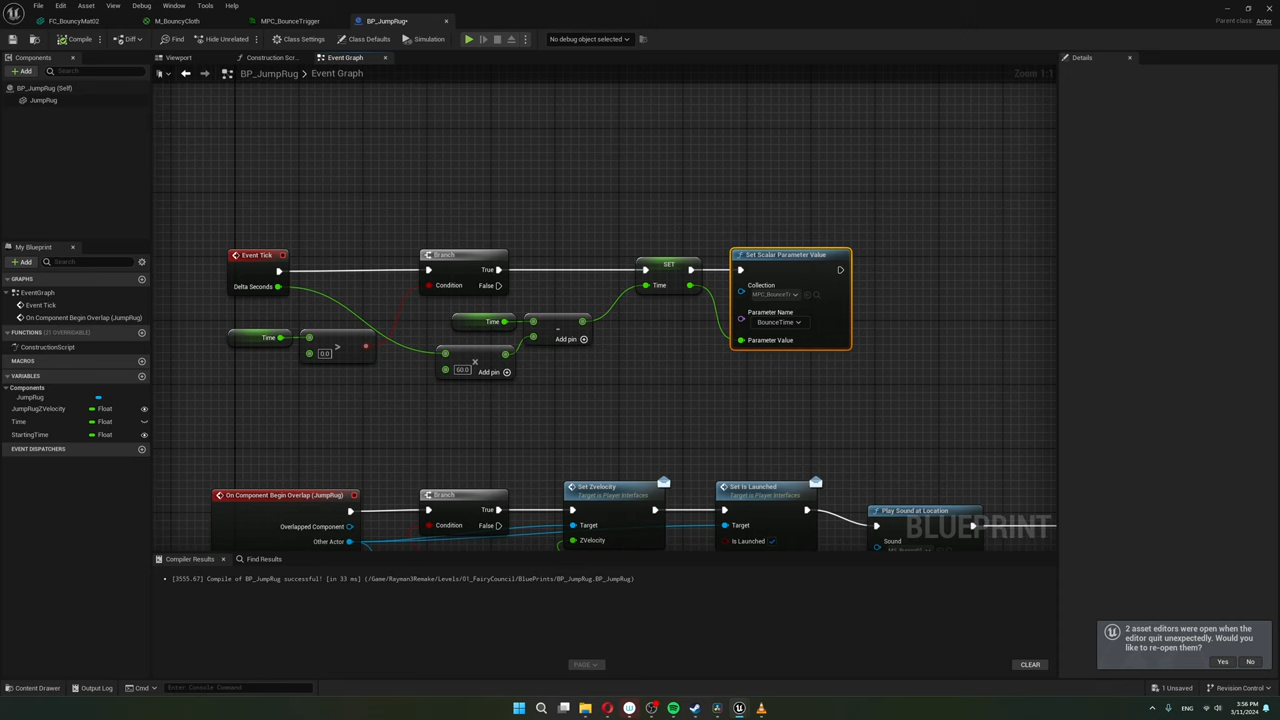 File Edit Asset View Debug Window Tools Help
FC_BouncyMat02 M_BouncyCloth MPC_BounceTrigger BP_JumpRug•
Parent class: Actor
Compile Diff Find Hide Unrelated Class Settings Class Defaults Simulation No debug object selected
Components Viewport Construction Scr... Event Graph Details
+ Add Search BP_JumpRug > Event Graph Zoom 1:1
BP_JumpRug (Self)
JumpRug
My Blueprint
+ Add Search
GRAPHS
EventGraph
Event Tick
On Component Begin Overlap (JumpRug)
FUNCTIONS (21 OVERRIDABLE)
ConstructionScript
MACROS
VARIABLES
Components
JumpRug
JumpRugZVelocity Float
Time Float
StartingTime Float
EVENT DISPATCHERS
Event Tick
Delta Seconds
Time
>
0.0
Branch
True
Condition False
Time
-
Add pin
×
60.0 Add pin
SET
Time
Set Scalar Parameter Value
Collection
MPC_BounceTr
Parameter Name
BounceTime
Parameter Value
On Component Begin Overlap (JumpRug)
Overlapped Component
Other Actor
Branch
True
Condition False
Set Zvelocity
Target is Player Interfaces
Target
ZVelocity
Set Is Launched
Target is Player Interfaces
Target
Is Launched
Play Sound at Location
Sound
BLUEPRINT
Compiler Results Find Results
• [3555.67] Compile of BP_JumpRug successful! [in 33 ms] (/Game/Rayman3Remake/Levels/01_FairyCouncil/BluePrints/BP_JumpRug.BP_JumpRug)
PAGE CLEAR
2 asset editors were open when the
editor quit unexpectedly. Would you
like to re-open them?
Yes No
Content Drawer Output Log Cmd Enter Console Command 1 Unsaved Revision Control
ENG 3:56 PM
3/11/2024